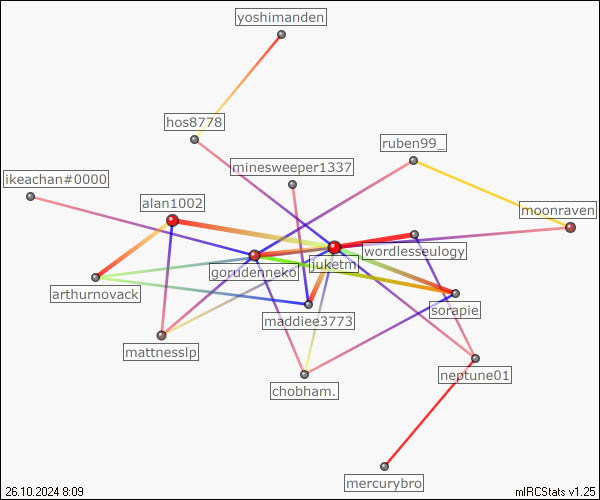 yoshimanden
hos8778
ruben99_
minesweeper1337
ikeachan#0000
alan1002
moonraven
wordlesseulogy
ijuketm
gorudenneko
arthurnovack
sorapie
maddiee3773
mattnesslp
neptune01
chobham.
mercurybro
26.10.2024 8:09
mIRCStats v1.25